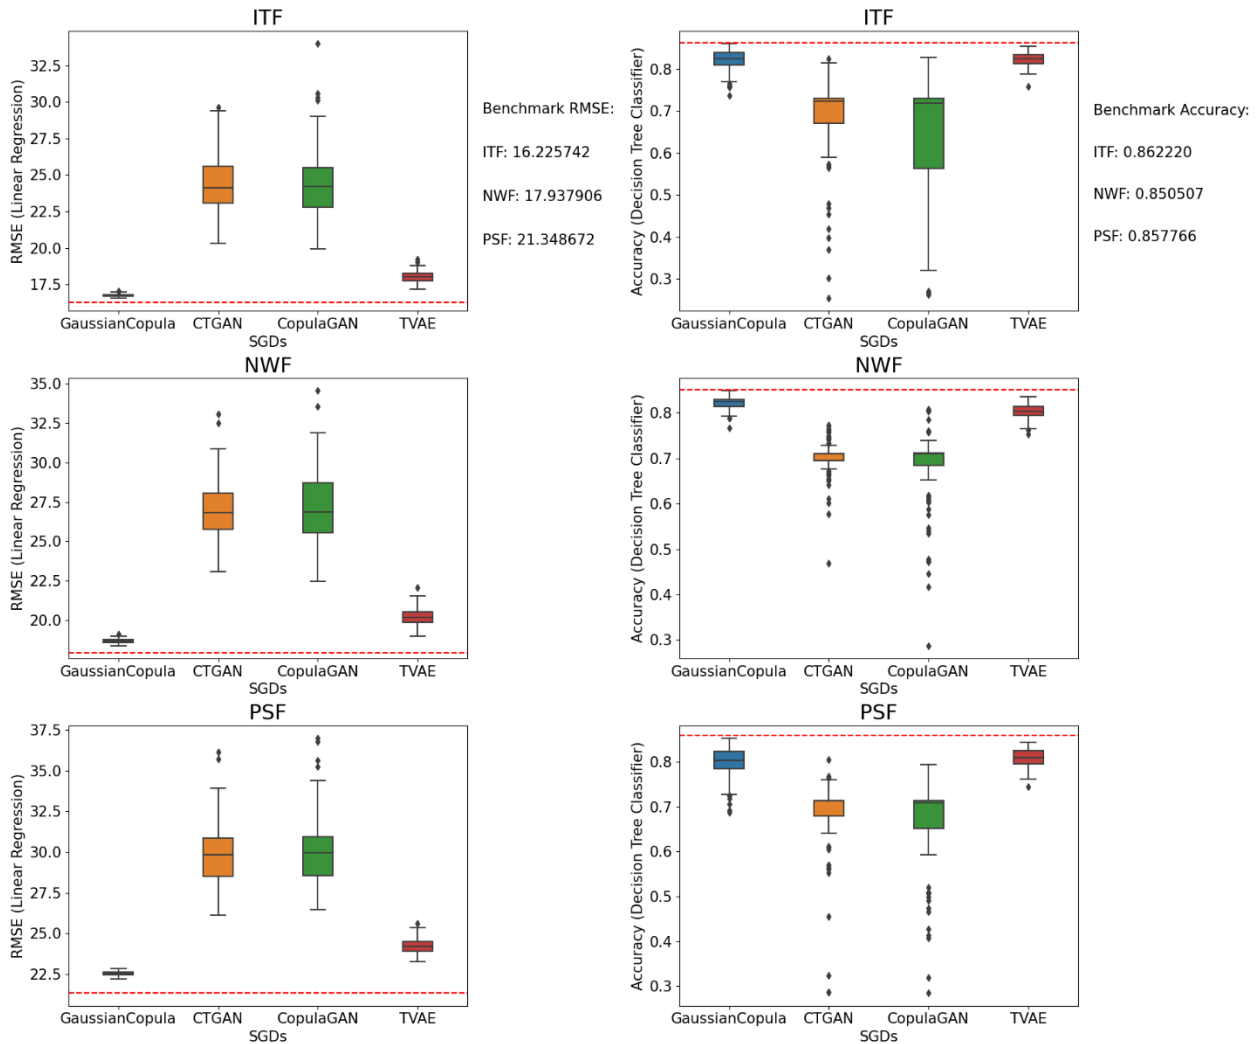 ITF
RMSE (Linear Regression)
32.5
30.0
27.5
25.0
22.5
20.0
17.5
GaussianCopula CTGAN CopulaGAN TVAE
SGDs
Benchmark RMSE:
ITF: 16.225742
NWF: 17.937906
PSF: 21.348672
ITF
Accuracy (Decision Tree Classifier)
0.8
0.7
0.6
0.5
0.4
0.3
GaussianCopula CTGAN CopulaGAN TVAE
SGDs
Benchmark Accuracy:
ITF: 0.862220
NWF: 0.850507
PSF: 0.857766
NWF
RMSE (Linear Regression)
35.0
32.5
30.0
27.5
25.0
22.5
20.0
GaussianCopula CTGAN CopulaGAN TVAE
SGDs
NWF
Accuracy (Decision Tree Classifier)
0.8
0.7
0.6
0.5
0.4
0.3
GaussianCopula CTGAN CopulaGAN TVAE
SGDs
PSF
RMSE (Linear Regression)
37.5
35.0
32.5
30.0
27.5
25.0
22.5
GaussianCopula CTGAN CopulaGAN TVAE
SGDs
PSF
Accuracy (Decision Tree Classifier)
0.8
0.7
0.6
0.5
0.4
0.3
GaussianCopula CTGAN CopulaGAN TVAE
SGDs